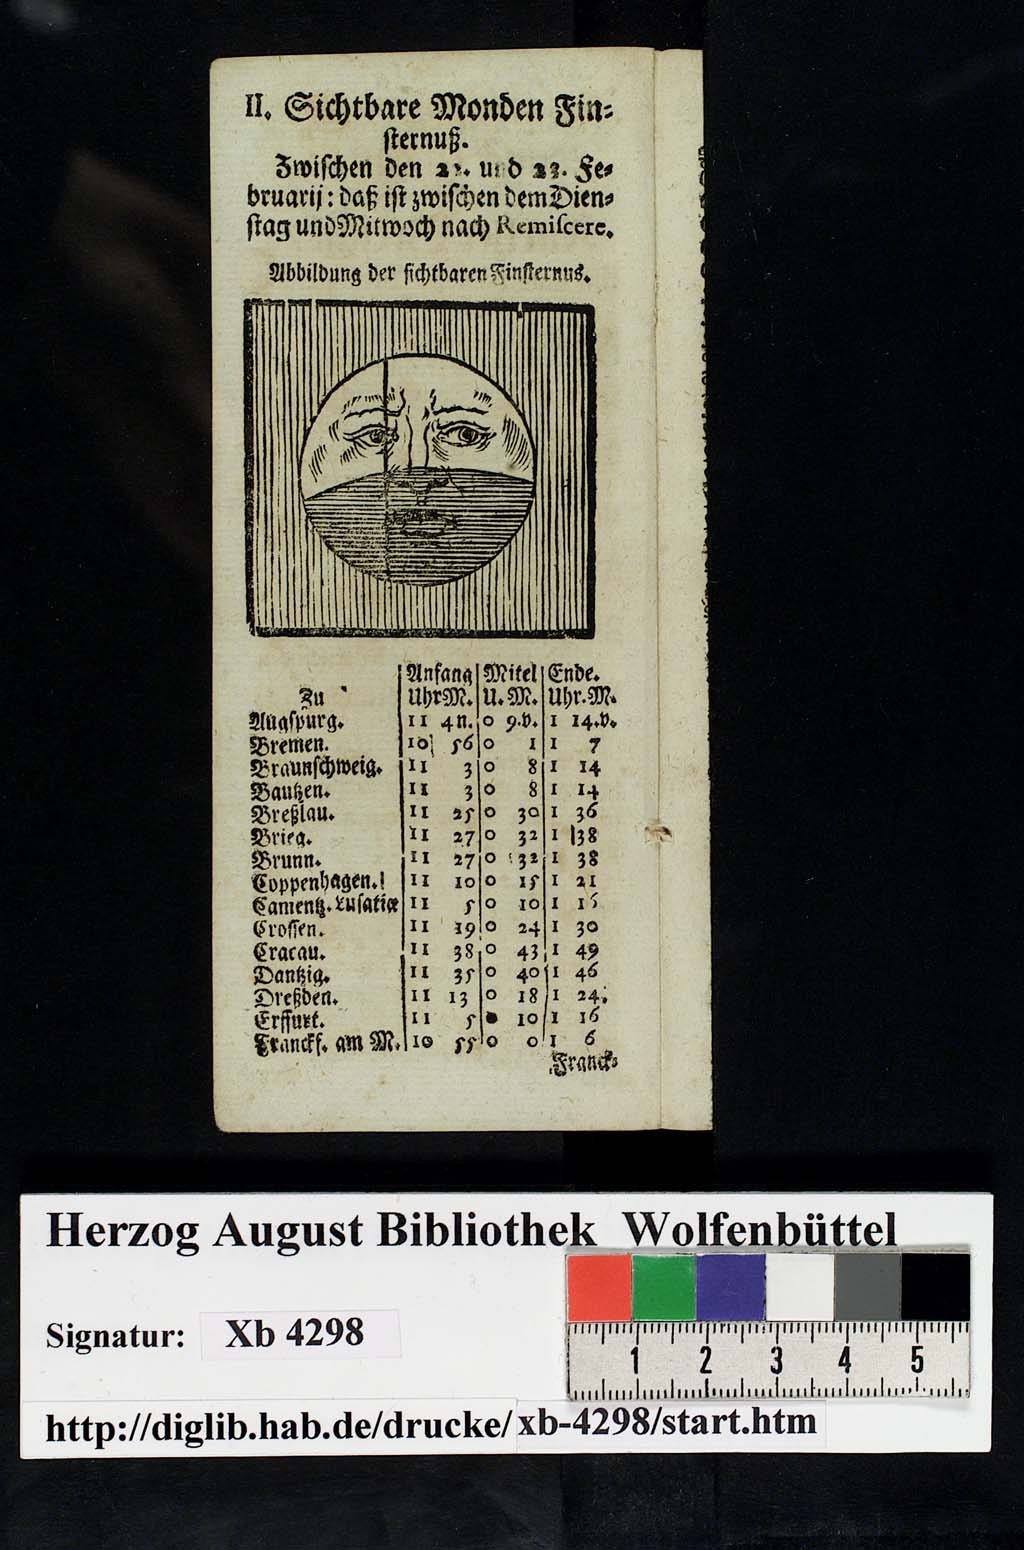 II. Sichtbare Monden Fin⸗
sternuß.
Zwischen den 22. und 23. Fe⸗
bruarij: daß ist zwischen dem Dien⸗
stag und Mitwoch nach Remiscere.
Abbildung der sichtbaren Finsternus.
Anfang Mitel Ende.
Zu Uhr M. U. M. Uhr. M.
Augspurg. 11 4 n. 0 9. v. 1 14. v.
Bremen. 10 56 0 1 1 7
Braunschweig. 11 3 0 8 1 14
Bautzen. 11 3 0 8 1 14
Breßlau. 11 25 0 30 1 36
Brieg. 11 27 0 32 1 38
Brunn. 11 27 0 32 1 38
Coppenhagen. 11 10 0 15 1 21
Camentz. Lusatiæ 11 5 0 10 1 16
Crossen. 11 19 0 24 1 30
Cracau. 11 38 0 43 1 49
Dantzig. 11 35 0 40 1 46
Dreßden. 11 13 0 18 1 24.
Erffurt. 11 5 0 10 1 16
Franckf. am M. 10 55 0 0 1 6
Franck⸗
Herzog August Bibliothek Wolfenbüttel
Signatur: Xb 4298
1 2 3 4 5
http://diglib.hab.de/drucke/xb-4298/start.htm